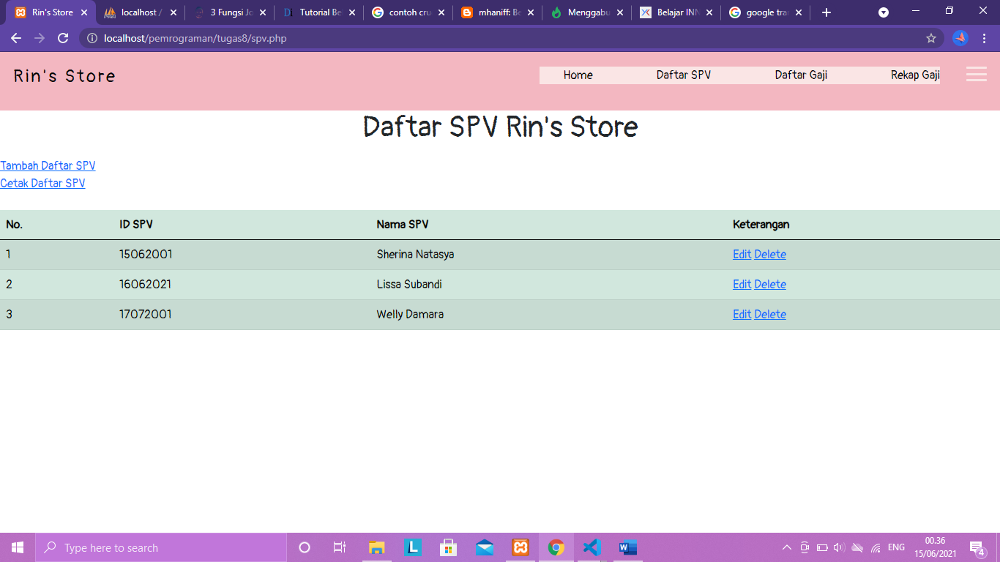 Rin's Store
localhost /
3 Fungsi Jo
Tutorial Be
contoh cru
mhaniff: Be
Menggabu
Belajar INN
google tra
localhost/pemrograman/tugas8/spv.php
Rin's Store
Home Daftar SPV Daftar Gaji Rekap Gaji
Daftar SPV Rin's Store
Tambah Daftar SPV
Cetak Daftar SPV
No. ID SPV Nama SPV Keterangan
1 15062001 Sherina Natasya Edit Delete
2 16062021 Lissa Subandi Edit Delete
3 17072001 Welly Damara Edit Delete
Type here to search
ENG
00.36
15/06/2021
4